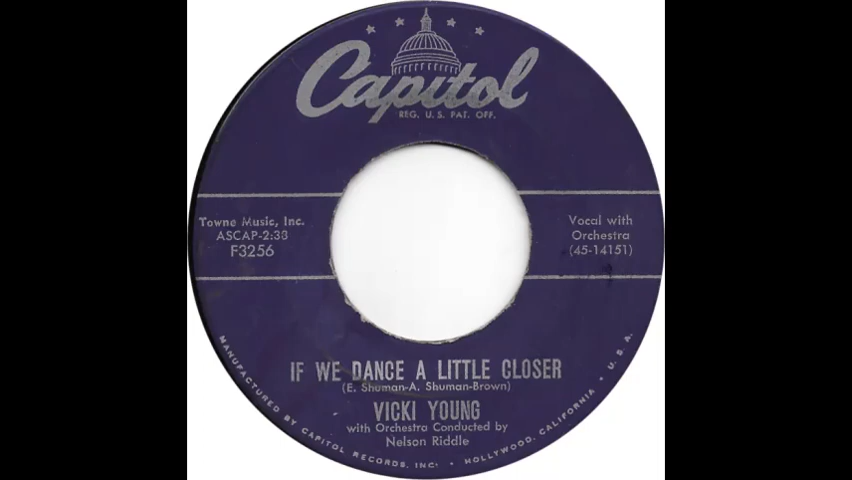 Capitol
REG. U.S. PAT. OFF.
Towne Music, Inc.
ASCAP-2:38
F3256
Vocal with
Orchestra
(45-14151)
IF WE DANCE A LITTLE CLOSER
(E. Shuman-A. Shuman-Brown)
VICKI YOUNG
with Orchestra Conducted by
Nelson Riddle
MANUFACTURED BY CAPITOL RECORDS, INC. • HOLLYWOOD, CALIFORNIA • U.S.A.